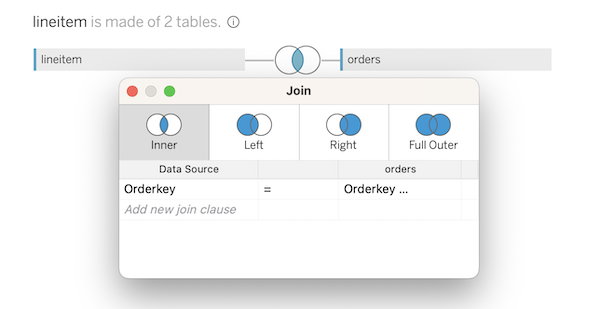 lineitem is made of 2 tables.
lineitem orders
Join
Inner Left Right Full Outer
Data Source orders
Orderkey = Orderkey ...
Add new join clause